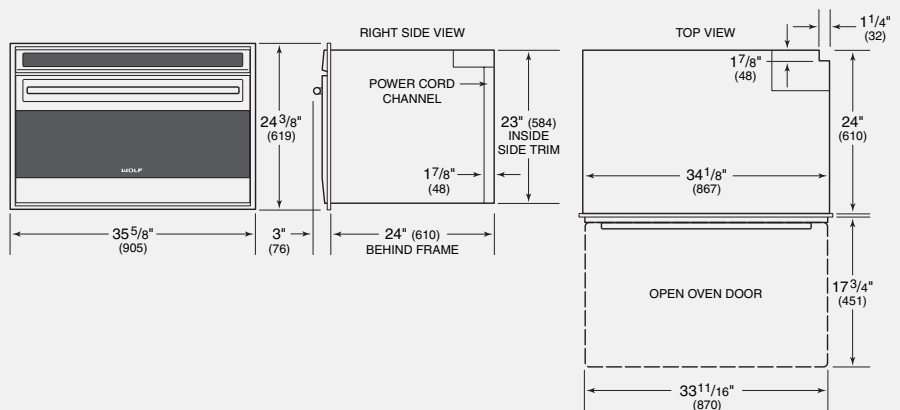 WOLF
24 3/8"
(619)
35 5/8"
(905)
RIGHT SIDE VIEW
POWER CORD
CHANNEL
23" (584)
INSIDE
SIDE TRIM
1 7/8"
(48)
3"
(76)
24" (610)
BEHIND FRAME
TOP VIEW
1 1/4"
(32)
1 7/8"
(48)
24"
(610)
34 1/8"
(867)
OPEN OVEN DOOR
17 3/4"
(451)
33 11/16"
(870)